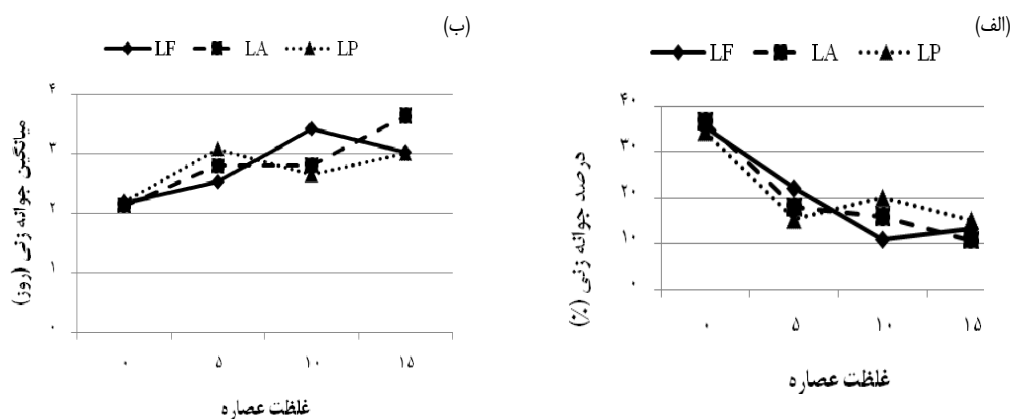 (الف)
LF LA LP
درصد جوانه زنی (٪)
۴۰
۳۰
۲۰
۱۰
۰
۰ ۵ ۱۰ ۱۵
غلظت عصاره
(ب)
LF LA LP
میانگین جوانه زنی (روز)
۴
۳
۲
۱
۰
۰ ۵ ۱۰ ۱۵
غلظت عصاره